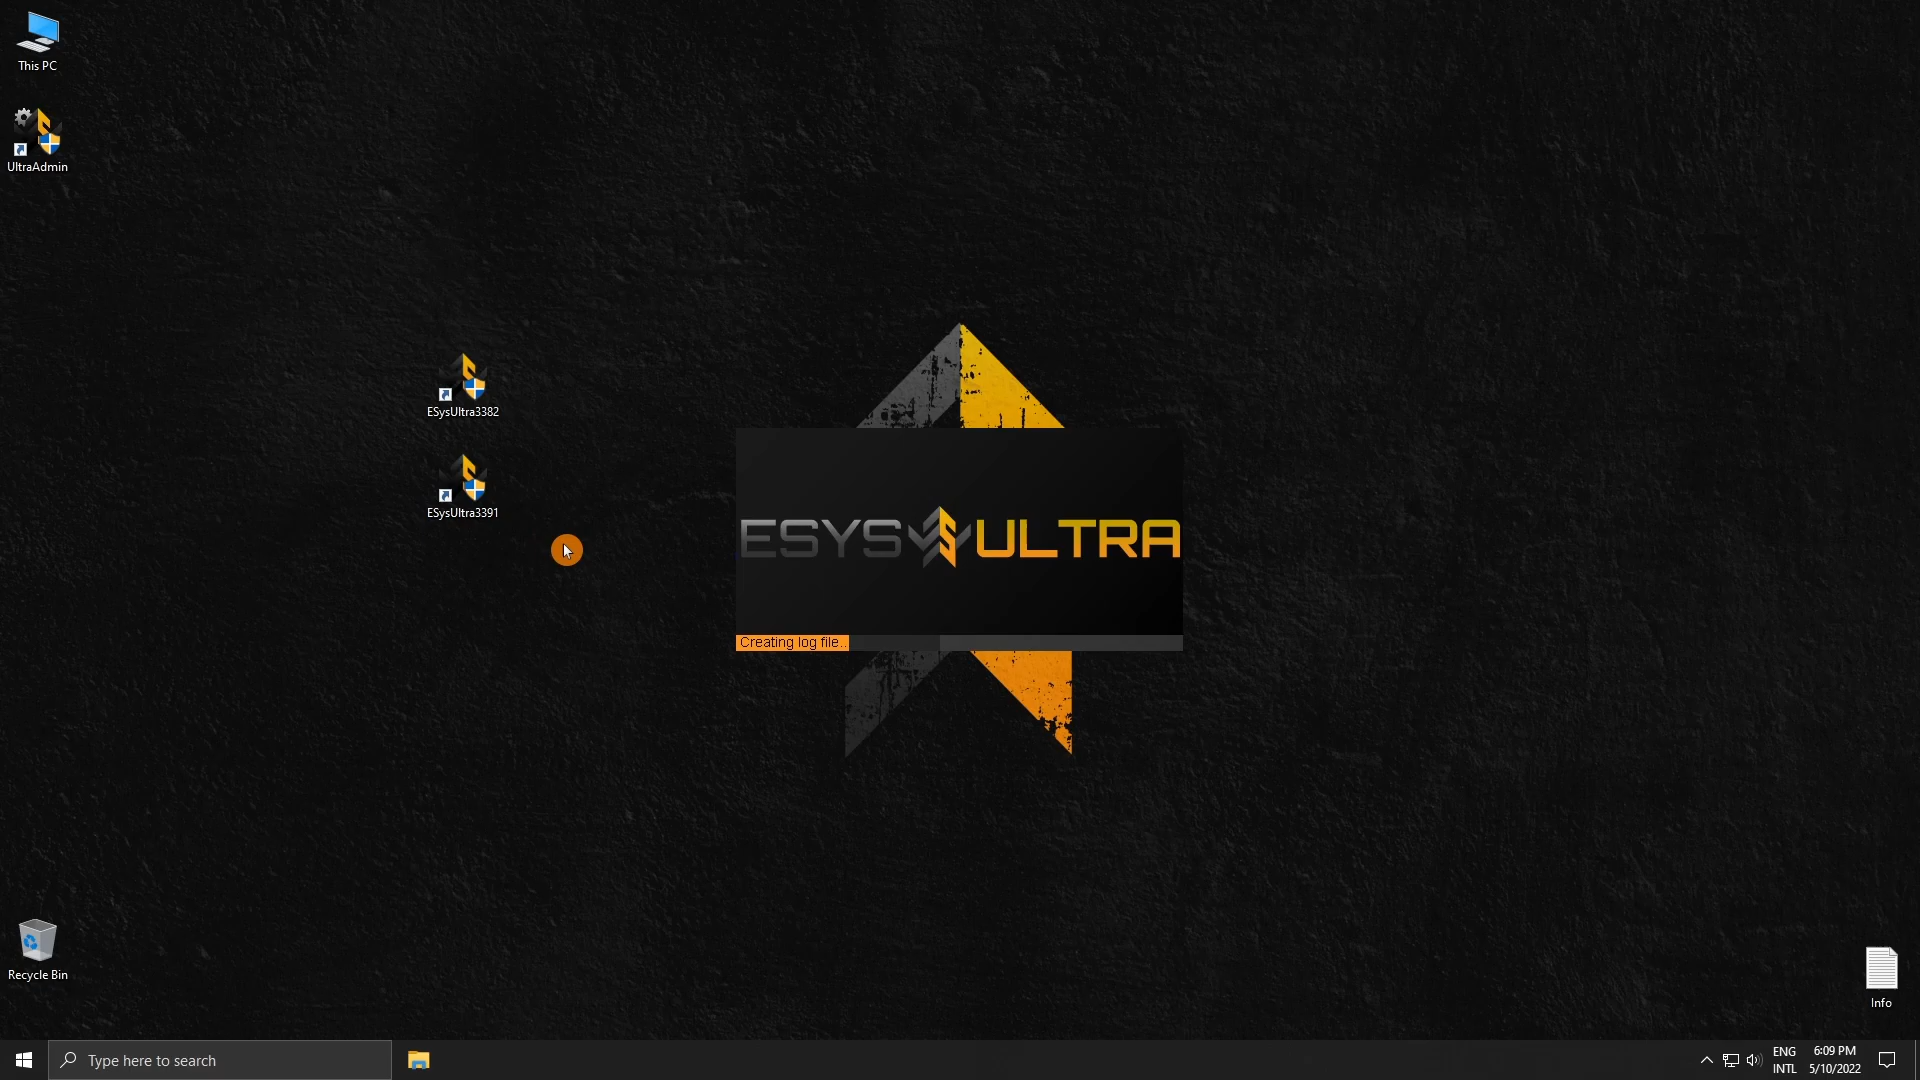 This PC
UltraAdmin
ESysUltra3382
ESysUltra3391
ESYS ULTRA
Creating log file..
Recycle Bin
Info
Type here to search
ENG
INTL
6:09 PM
5/10/2022